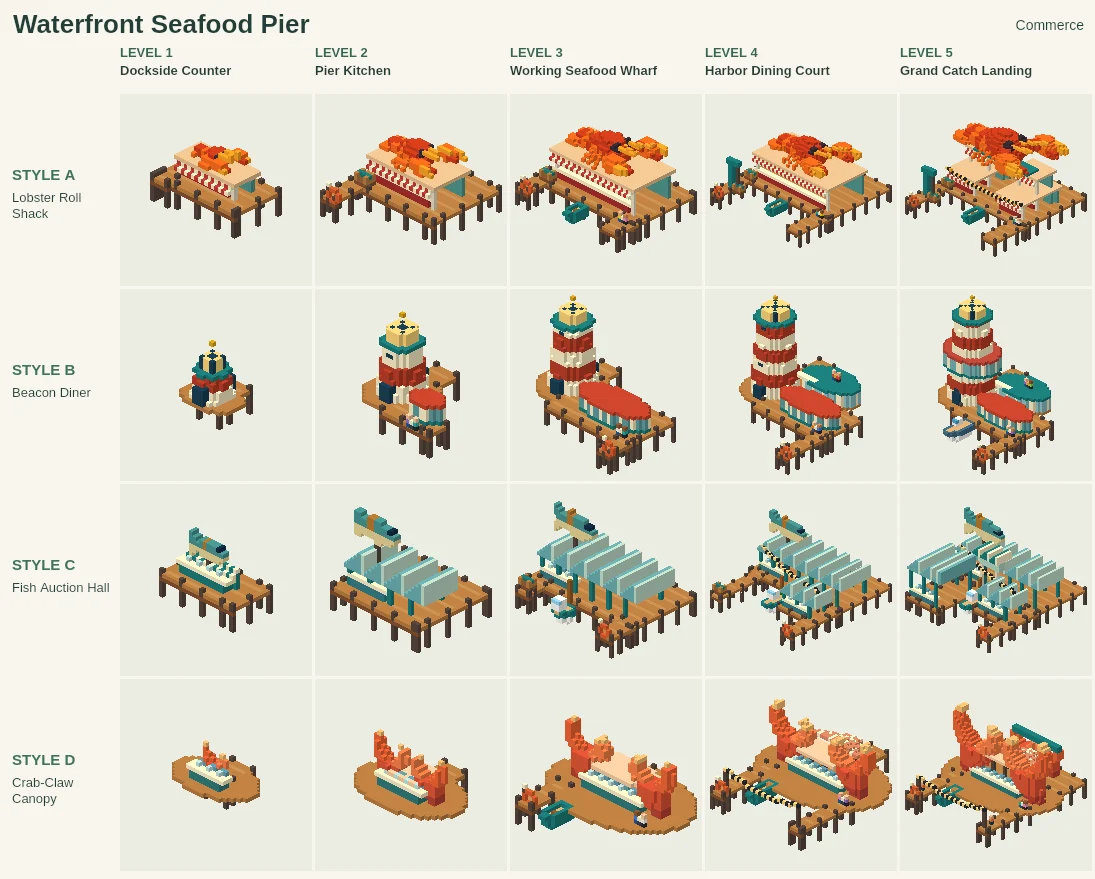 Waterfront Seafood Pier
Commerce
LEVEL 1
Dockside Counter
LEVEL 2
Pier Kitchen
LEVEL 3
Working Seafood Wharf
LEVEL 4
Harbor Dining Court
LEVEL 5
Grand Catch Landing
STYLE A
Lobster Roll
Shack
STYLE B
Beacon Diner
STYLE C
Fish Auction Hall
STYLE D
Crab-Claw
Canopy